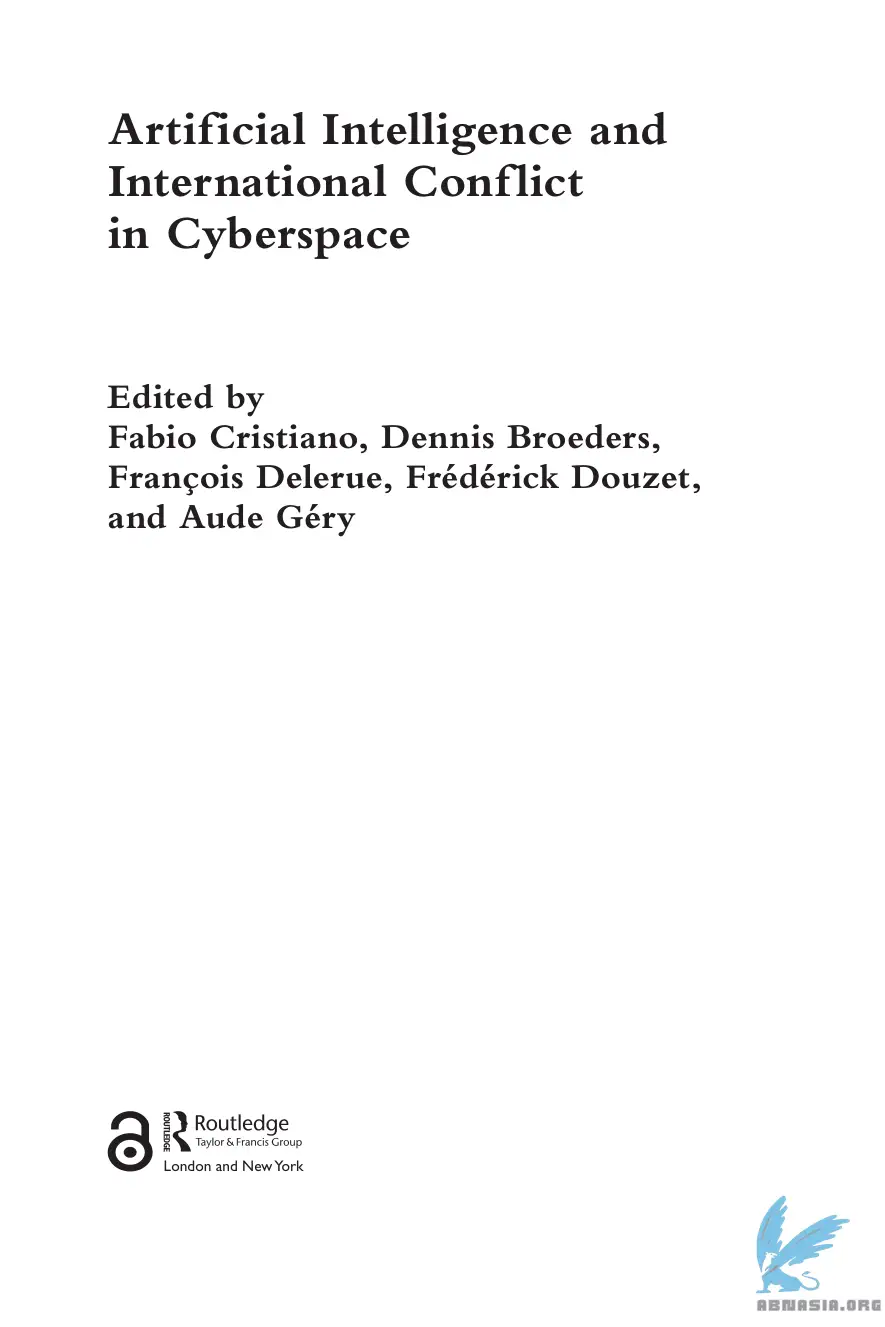 Artificial Intelligence and
International Conflict
in Cyberspace
Edited by
Fabio Cristiano, Dennis Broeders,
François Delerue, Frédérick Douzet,
and Aude Géry
ROUTLEDGE
Routledge
Taylor & Francis Group
London and New York
ABNASIA.ORG